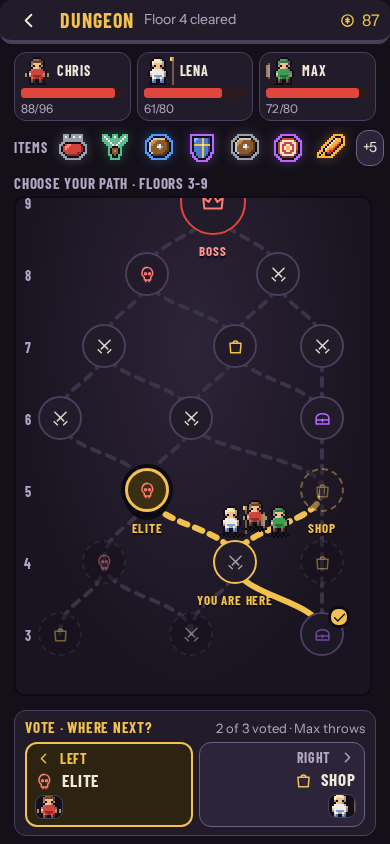 DUNGEON Floor 4 cleared 87
CHRIS LENA MAX
88/96 61/80 72/80
ITEMS +5
CHOOSE YOUR PATH · FLOORS 3-9
9
BOSS
8
7
6
5
ELITE SHOP
4
YOU ARE HERE
3
VOTE · WHERE NEXT? 2 of 3 voted · Max throws
LEFT RIGHT
ELITE SHOP